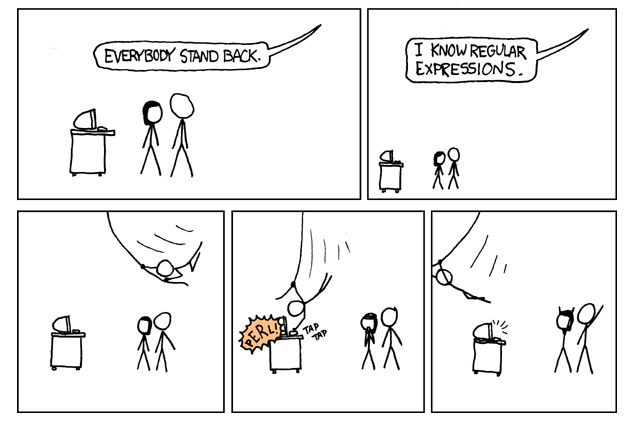 EVERYBODY STAND BACK.
I KNOW REGULAR
EXPRESSIONS.
PERL!
TAP
TAP